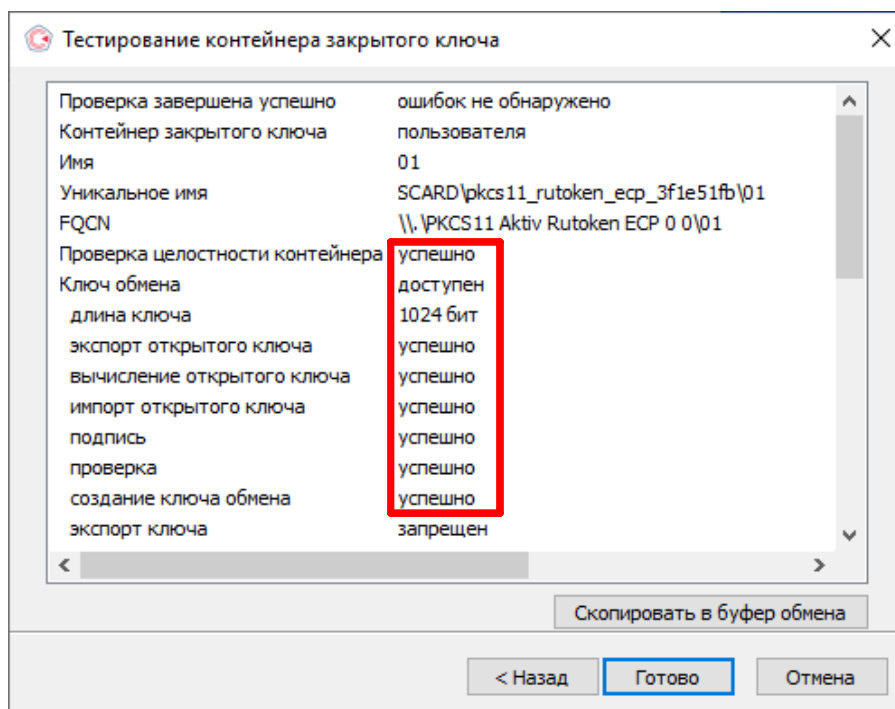 Тестирование контейнера закрытого ключа
Проверка завершена успешно ошибок не обнаружено
Контейнер закрытого ключа пользователя
Имя 01
Уникальное имя SCARD\pkcs11_rutoken_ecp_3f1e51fb\01
FQCN \\.\PKCS11 Aktiv Rutoken ECP 0 0\01
Проверка целостности контейнера успешно
Ключ обмена доступен
длина ключа 1024 бит
экспорт открытого ключа успешно
вычисление открытого ключа успешно
импорт открытого ключа успешно
подпись успешно
проверка успешно
создание ключа обмена успешно
экспорт ключа запрещен
Скопировать в буфер обмена
< Назад Готово Отмена